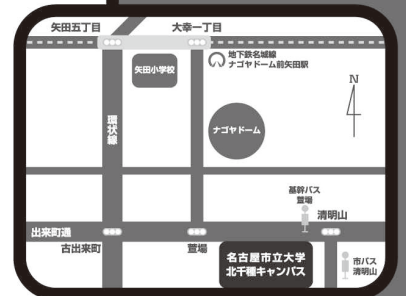 矢田五丁目
大幸一丁目
地下鉄名城線
ナゴヤドーム前矢田駅
矢田小学校
N
環状線
ナゴヤドーム
基幹バス
萱場
清明山
出来町通
古出来町
萱場
名古屋市立大学
北千種キャンパス
市バス
清明山